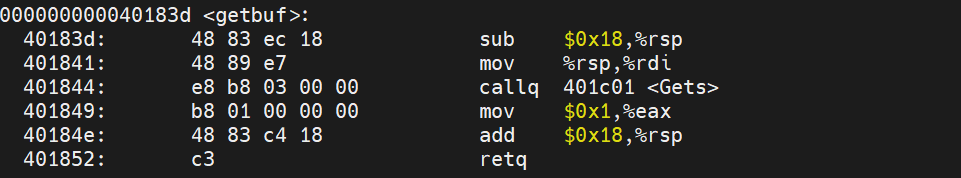 000000000040183d <getbuf>:
40183d: 48 83 ec 18 sub $0x18,%rsp
401841: 48 89 e7 mov %rsp,%rdi
401844: e8 b8 03 00 00 callq 401c01 <Gets>
401849: b8 01 00 00 00 mov $0x1,%eax
40184e: 48 83 c4 18 add $0x18,%rsp
401852: c3 retq